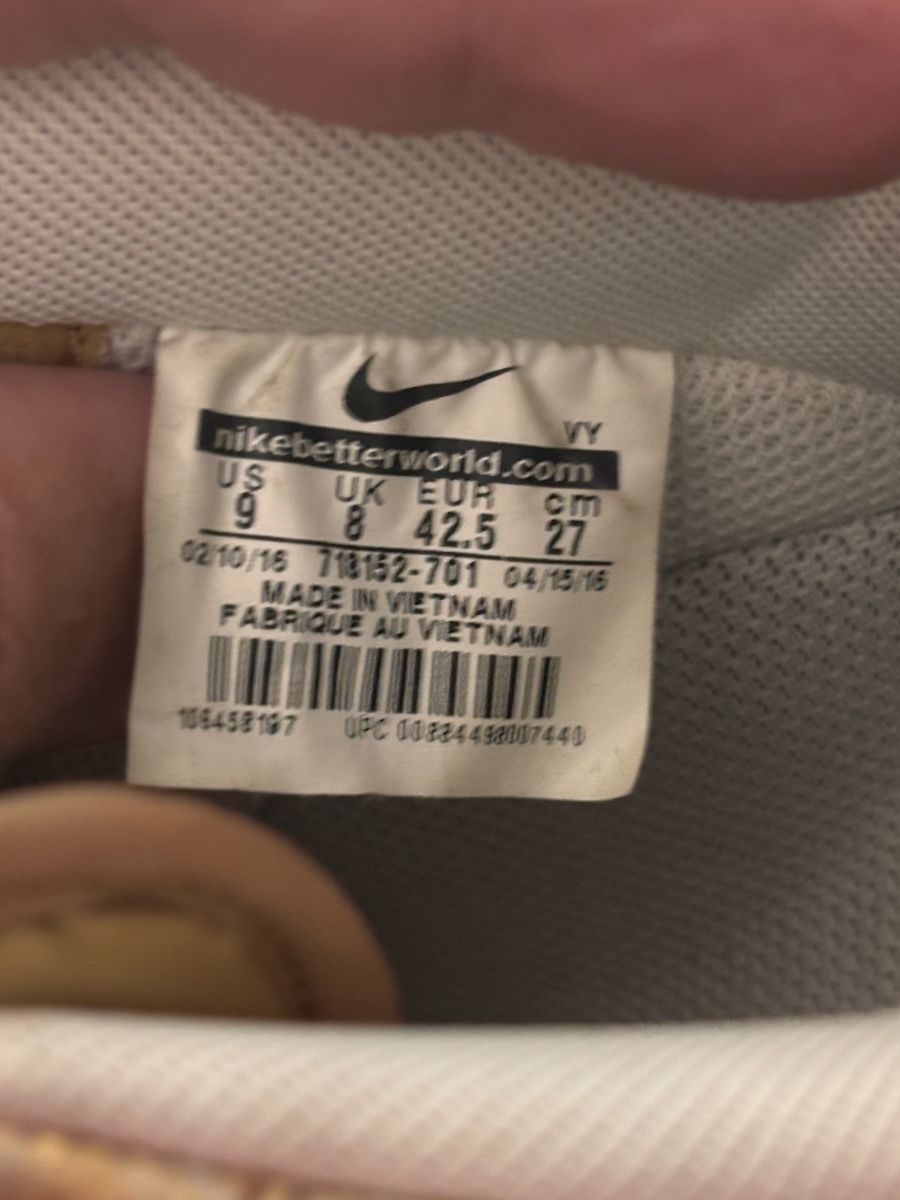 VY
nikebetterworld.com
US UK EUR cm
9 8 42.5 27
02/10/16 718152-701 04/15/16
MADE IN VIETNAM
FABRIQUE AU VIETNAM
106458197 UPC 00884498007440